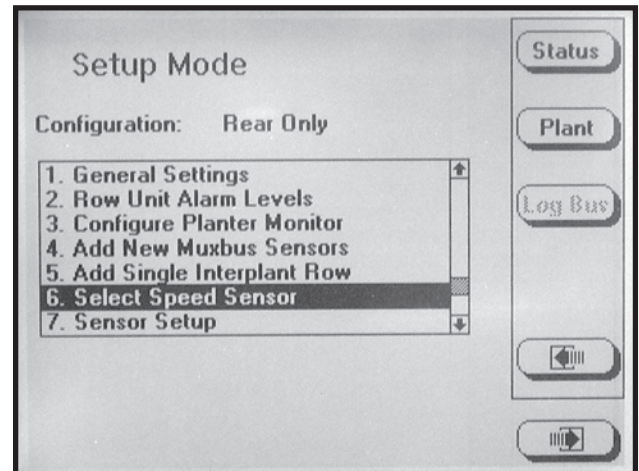 Setup Mode
Configuration: Rear Only
1. General Settings
2. Row Unit Alarm Levels
3. Configure Planter Monitor
4. Add New Muxbus Sensors
5. Add Single Interplant Row
6. Select Speed Sensor
7. Sensor Setup
Status
Plant
Log Bus